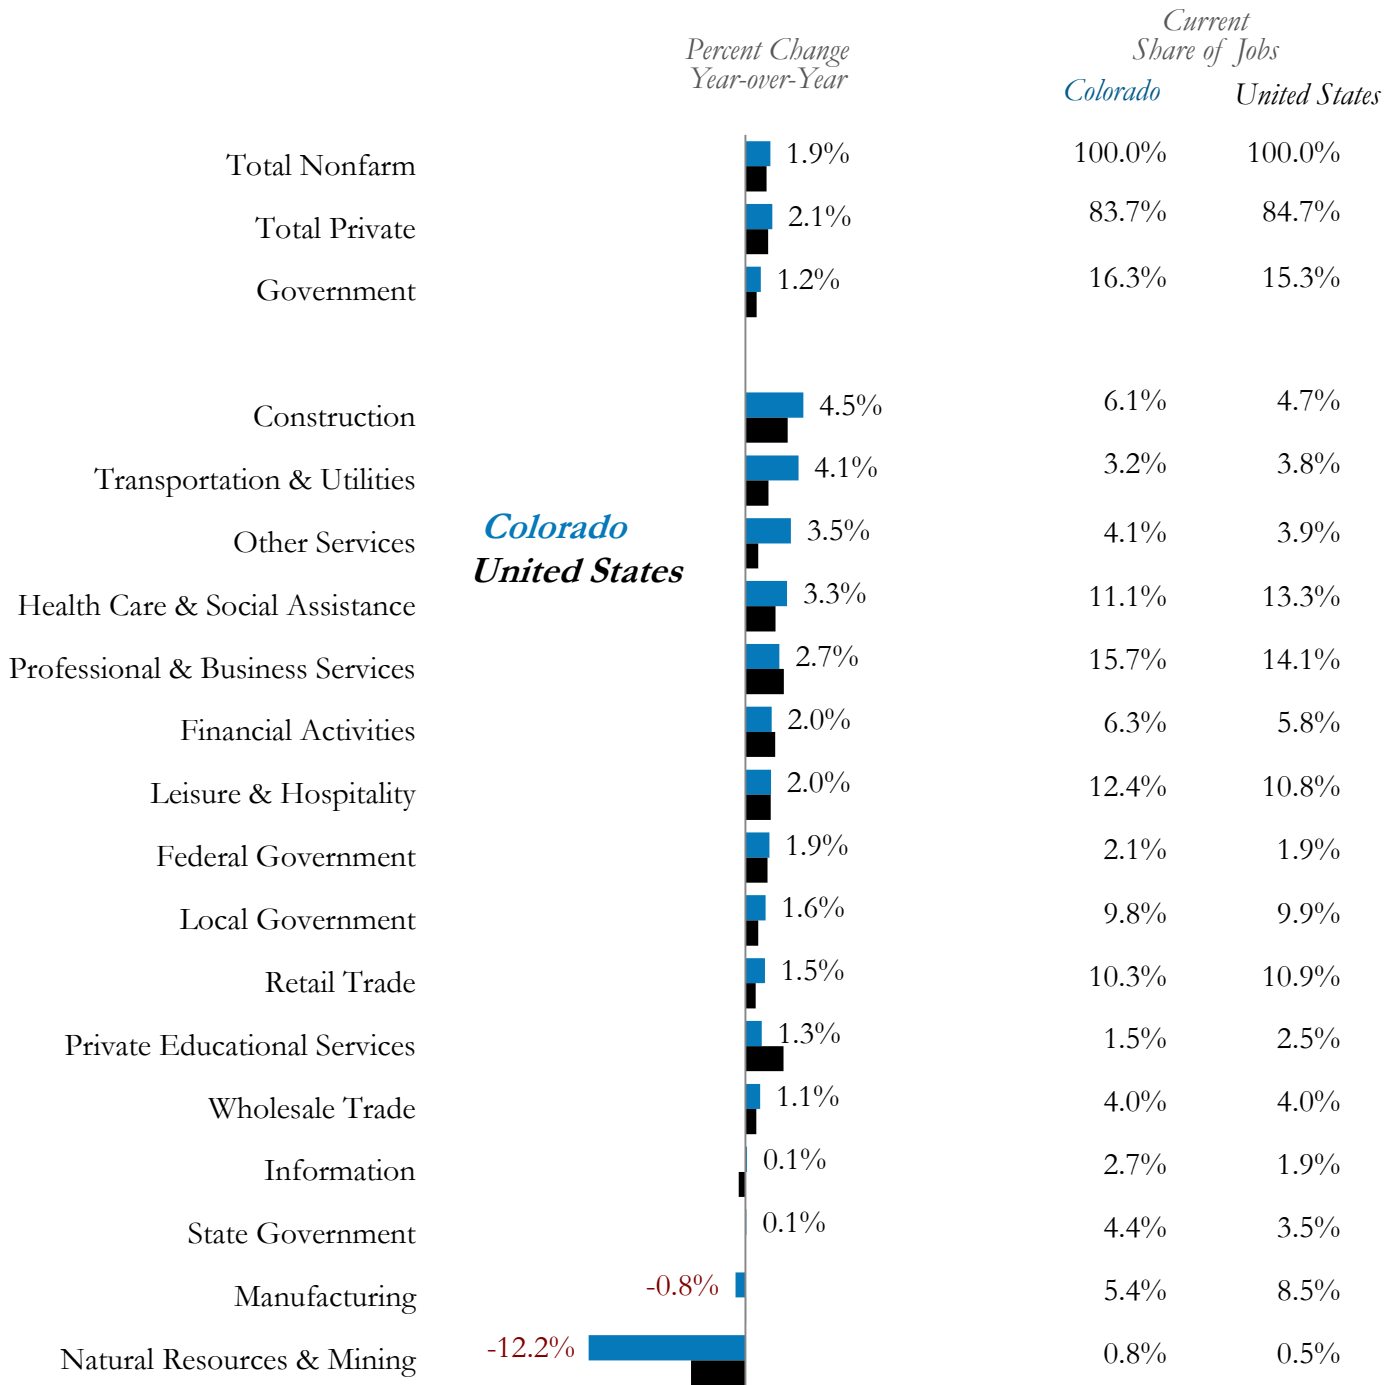 Current
Percent Change Share of Jobs
Year-over-Year
Colorado United States
Total Nonfarm 1.9% 100.0% 100.0%
Total Private 2.1% 83.7% 84.7%
Government 1.2% 16.3% 15.3%
Construction 4.5% 6.1% 4.7%
Transportation & Utilities 4.1% 3.2% 3.8%
Colorado
Other Services 3.5% 4.1% 3.9%
United States
Health Care & Social Assistance 3.3% 11.1% 13.3%
Professional & Business Services 2.7% 15.7% 14.1%
Financial Activities 2.0% 6.3% 5.8%
Leisure & Hospitality 2.0% 12.4% 10.8%
Federal Government 1.9% 2.1% 1.9%
Local Government 1.6% 9.8% 9.9%
Retail Trade 1.5% 10.3% 10.9%
Private Educational Services 1.3% 1.5% 2.5%
Wholesale Trade 1.1% 4.0% 4.0%
Information 0.1% 2.7% 1.9%
State Government 0.1% 4.4% 3.5%
Manufacturing -0.8% 5.4% 8.5%
Natural Resources & Mining -12.2% 0.8% 0.5%